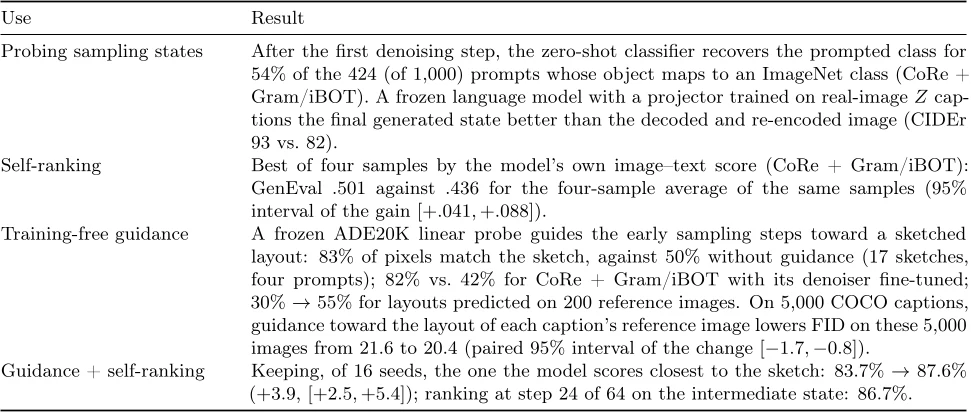 Use Result
Probing sampling states After the first denoising step, the zero-shot classifier recovers the prompted class for
54% of the 424 (of 1,000) prompts whose object maps to an ImageNet class (CoRe +
Gram/iBOT). A frozen language model with a projector trained on real-image Z cap-
tions the final generated state better than the decoded and re-encoded image (CIDEr
93 vs. 82).
Self-ranking Best of four samples by the model's own image–text score (CoRe + Gram/iBOT):
GenEval .501 against .436 for the four-sample average of the same samples (95%
interval of the gain [+.041, +.088]).
Training-free guidance A frozen ADE20K linear probe guides the early sampling steps toward a sketched
layout: 83% of pixels match the sketch, against 50% without guidance (17 sketches,
four prompts); 82% vs. 42% for CoRe + Gram/iBOT with its denoiser fine-tuned;
30% → 55% for layouts predicted on 200 reference images. On 5,000 COCO captions,
guidance toward the layout of each caption's reference image lowers FID on these 5,000
images from 21.6 to 20.4 (paired 95% interval of the change [−1.7, −0.8]).
Guidance + self-ranking Keeping, of 16 seeds, the one the model scores closest to the sketch: 83.7% → 87.6%
(+3.9, [+2.5, +5.4]); ranking at step 24 of 64 on the intermediate state: 86.7%.